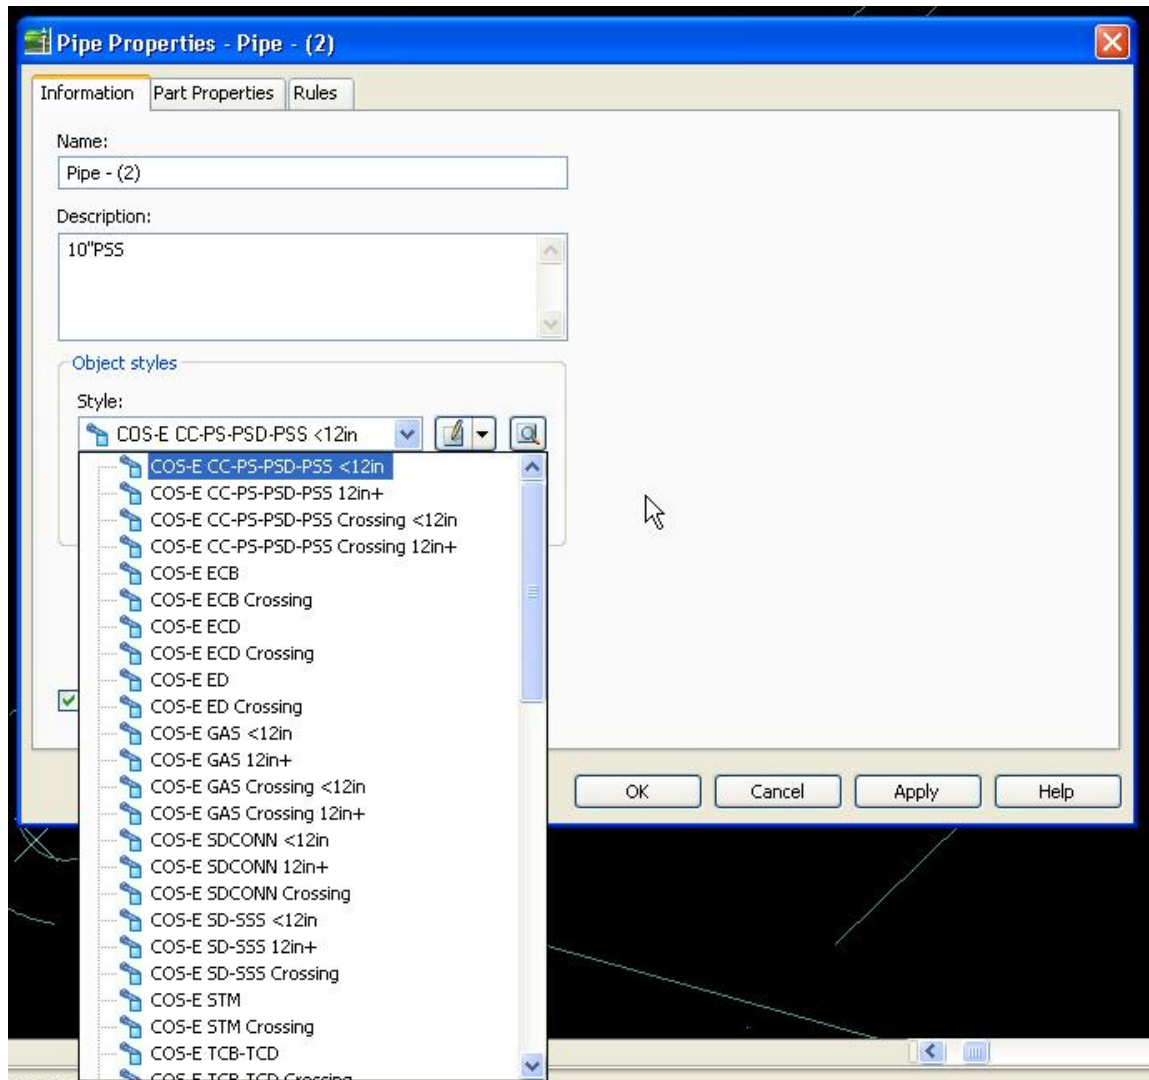 Pipe Properties - Pipe - (2)
Information Part Properties Rules
Name:
Pipe - (2)
Description:
10"PSS
Object styles
Style:
COS-E CC-PS-PSD-PSS <12in
COS-E CC-PS-PSD-PSS <12in
COS-E CC-PS-PSD-PSS 12in+
COS-E CC-PS-PSD-PSS Crossing <12in
COS-E CC-PS-PSD-PSS Crossing 12in+
COS-E ECB
COS-E ECB Crossing
COS-E ECD
COS-E ECD Crossing
COS-E ED
COS-E ED Crossing
COS-E GAS <12in
COS-E GAS 12in+
COS-E GAS Crossing <12in
COS-E GAS Crossing 12in+
COS-E SDCONN <12in
COS-E SDCONN 12in+
COS-E SDCONN Crossing
COS-E SD-SSS <12in
COS-E SD-SSS 12in+
COS-E SD-SSS Crossing
COS-E STM
COS-E STM Crossing
COS-E TCB-TCD
COS-E TCB-TCD Crossing
OK Cancel Apply Help